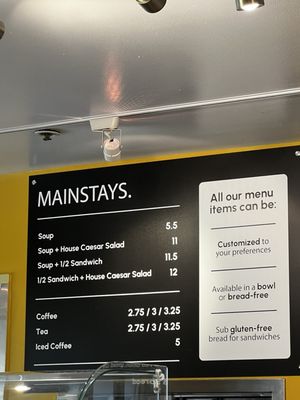 MAINSTAYS.
Soup 5.5
Soup + House Caesar Salad 11
Soup + 1/2 Sandwich 11.5
1/2 Sandwich + House Caesar Salad 12
Coffee 2.75 / 3 / 3.25
Tea 2.75 / 3 / 3.25
Iced Coffee 5
All our menu
items can be:
Customized to
your preferences
Available in a bowl
or bread-free
Sub gluten-free
bread for sandwiches